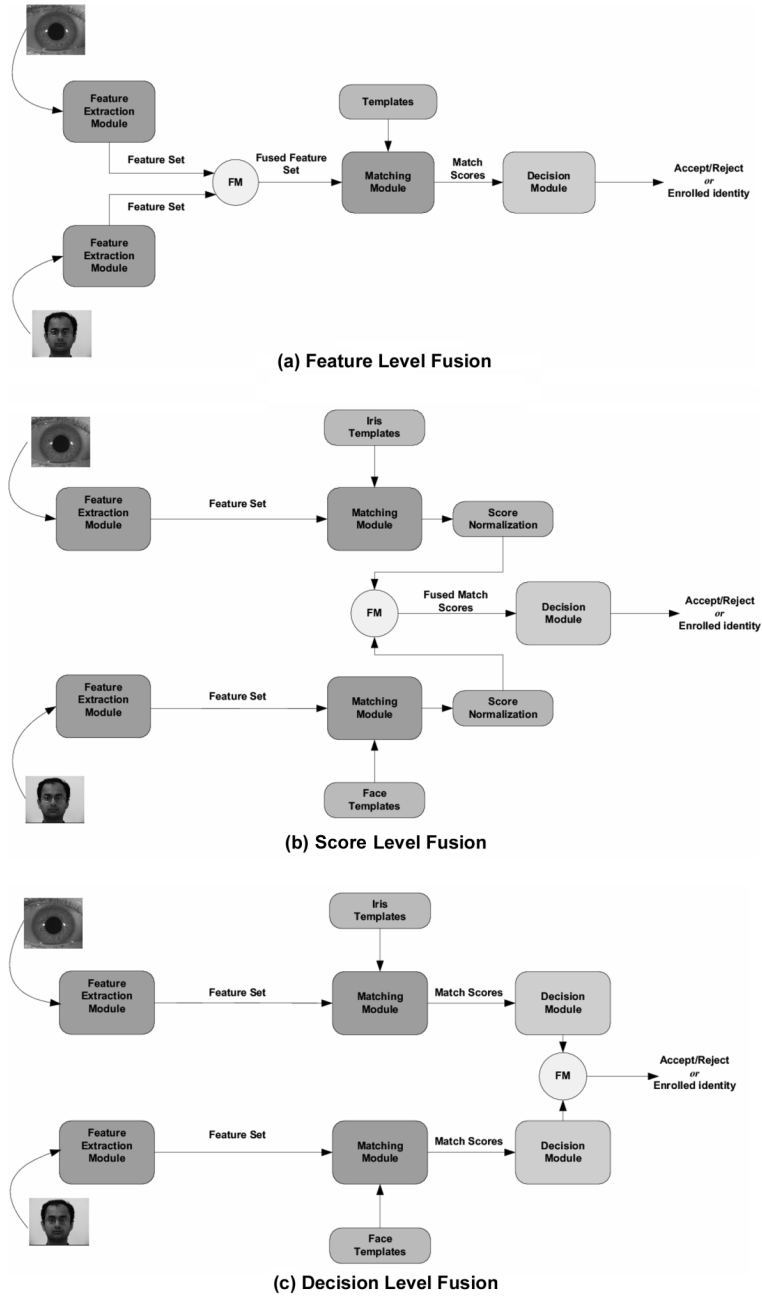 Feature
Extraction
Module
Feature Set
FM
Fused Feature
Set
Templates
Matching
Module
Match
Scores
Decision
Module
Accept/Reject
or
Enrolled identity
Feature Set
Feature
Extraction
Module
(a) Feature Level Fusion
Iris
Templates
Feature
Extraction
Module
Feature Set
Matching
Module
Score
Normalization
FM
Fused Match
Scores
Decision
Module
Accept/Reject
or
Enrolled identity
Feature
Extraction
Module
Feature Set
Matching
Module
Score
Normalization
Face
Templates
(b) Score Level Fusion
Iris
Templates
Feature
Extraction
Module
Feature Set
Matching
Module
Match Scores
Decision
Module
FM
Accept/Reject
or
Enrolled identity
Feature
Extraction
Module
Feature Set
Matching
Module
Match Scores
Decision
Module
Face
Templates
(c) Decision Level Fusion